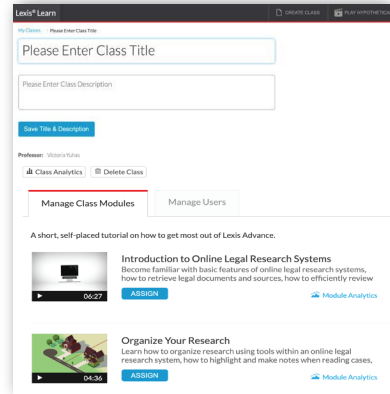 Lexis® Learn
CREATE CLASS
PLAY HYPOTHETICA
My Classes
Please Enter Class Title
Please Enter Class Title
Please Enter Class Description
Save Title & Description
Professor: Victoria Yuhas
Class Analytics
Delete Class
Manage Class Modules
Manage Users
A short, self-placed tutorial on how to get most out of Lexis Advance.
Introduction to Online Legal Research Systems
Become familiar with basic features of online legal research systems,
how to retrieve legal documents and sources, how to efficiently review
06:27
ASSIGN
Module Analytics
Organize Your Research
Learn how to organize research using tools within an online legal
research system, how to highlight and make notes when reading cases,
04:36
ASSIGN
Module Analytics